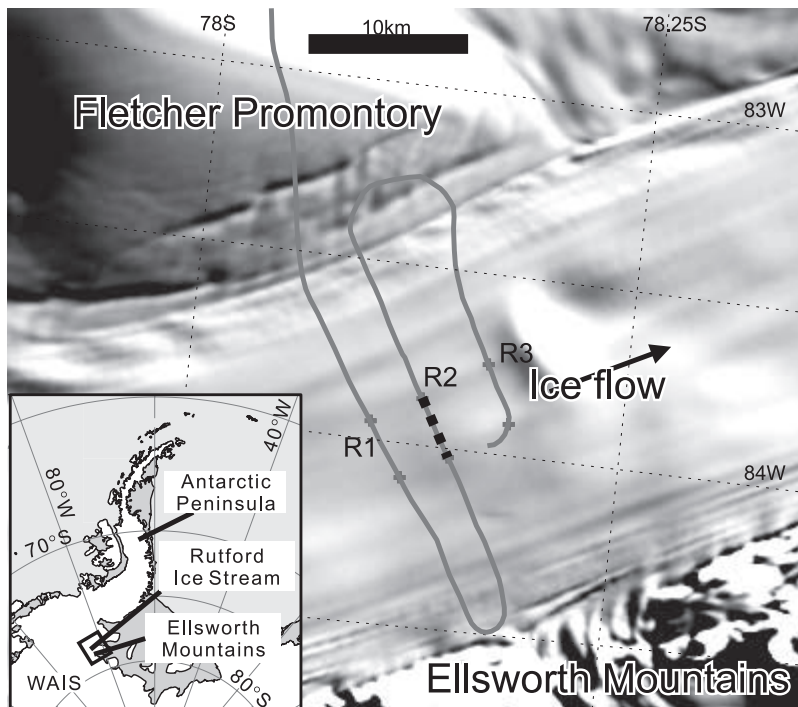 78S
10km
78.25S
Fletcher Promontory
83W
R3
R2
Ice flow
R1
84W
40°W
80°W
Antarctic
Peninsula
70°S
Rutford
Ice Stream
Ellsworth
Mountains
WAIS
80°S
Ellsworth Mountains